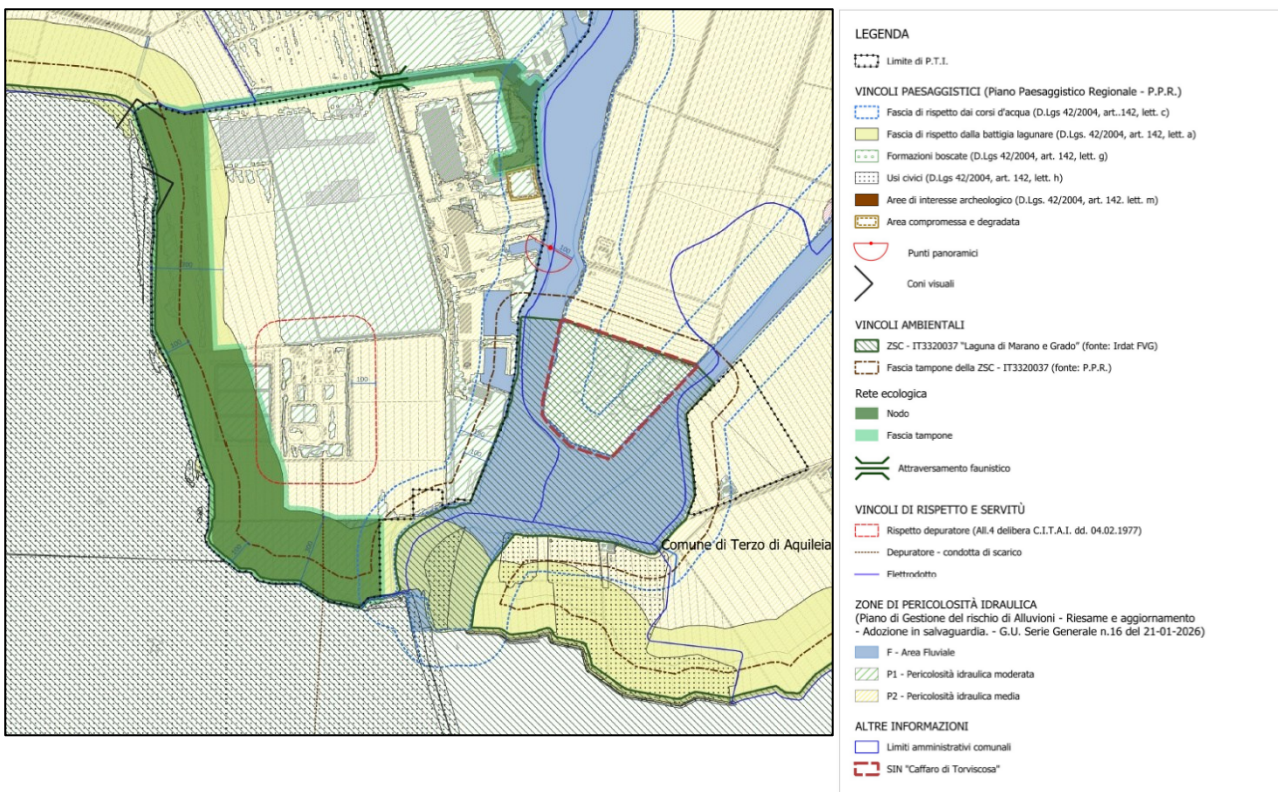 100
300
100
100
100
100
100
100
Comune di Terzo di Aquileia
LEGENDA
Limite di P.T.I.
VINCOLI PAESAGGISTICI (Piano Paesaggistico Regionale - P.P.R.)
Fascia di rispetto dai corsi d'acqua (D.Lgs 42/2004, art..142, lett. c)
Fascia di rispetto dalla battigia lagunare (D.Lgs. 42/2004, art. 142, lett. a)
Formazioni boscate (D.Lgs 42/2004, art. 142, lett. g)
Usi civici (D.Lgs 42/2004, art. 142, lett. h)
Aree di interesse archeologico (D.Lgs. 42/2004, art. 142. lett. m)
Area compromessa e degradata
Punti panoramici
Coni visuali
VINCOLI AMBIENTALI
ZSC - IT3320037 "Laguna di Marano e Grado" (fonte: Irdat FVG)
Fascia tampone della ZSC - IT3320037 (fonte: P.P.R.)
Rete ecologica
Nodo
Fascia tampone
Attraversamento faunistico
VINCOLI DI RISPETTO E SERVITÙ
Rispetto depuratore (All.4 delibera C.I.T.A.I. dd. 04.02.1977)
Depuratore - condotta di scarico
Elettrodotto
ZONE DI PERICOLOSITÀ IDRAULICA
(Piano di Gestione del rischio di Alluvioni - Riesame e aggiornamento
- Adozione in salvaguardia. - G.U. Serie Generale n.16 del 21-01-2026)
F - Area Fluviale
P1 - Pericolosità idraulica moderata
P2 - Pericolosità idraulica media
ALTRE INFORMAZIONI
Limiti amministrativi comunali
SIN "Caffaro di Torviscosa"